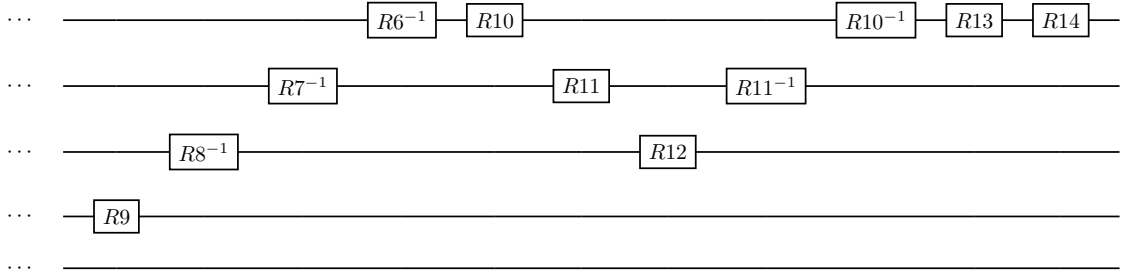 ... R6⁻¹ R10 R10⁻¹ R13 R14
... R7⁻¹ R11 R11⁻¹
... R8⁻¹ R12
... R9
...